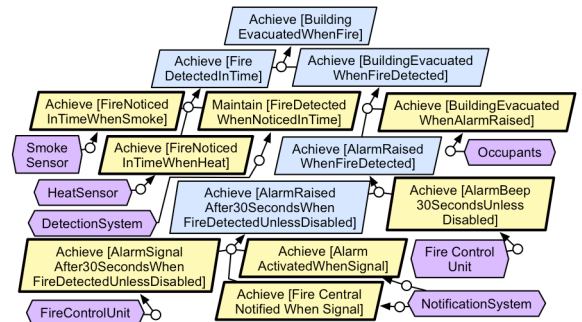 Achieve [Building
EvacuatedWhenFire]
Achieve [Fire
DetectedInTime]
Achieve [BuildingEvacuated
WhenFireDetected]
Achieve [FireNoticed
InTimeWhenSmoke]
Maintain [FireDetected
WhenNoticedInTime]
Achieve [BuildingEvacuated
WhenAlarmRaised]
Smoke
Sensor
Achieve [FireNoticed
InTimeWhenHeat]
Achieve [AlarmRaised
WhenFireDetected]
Occupants
HeatSensor
DetectionSystem
Achieve [AlarmRaised
After30SecondsWhen
FireDetectedUnlessDisabled]
Achieve [AlarmBeep
30SecondsUnless
Disabled]
Achieve [AlarmSignal
After30SecondsWhen
FireDetectedUnlessDisabled]
Achieve [Alarm
ActivatedWhenSignal]
Fire Control
Unit
Achieve [Fire Central
Notified When Signal]
NotificationSystem
FireControlUnit